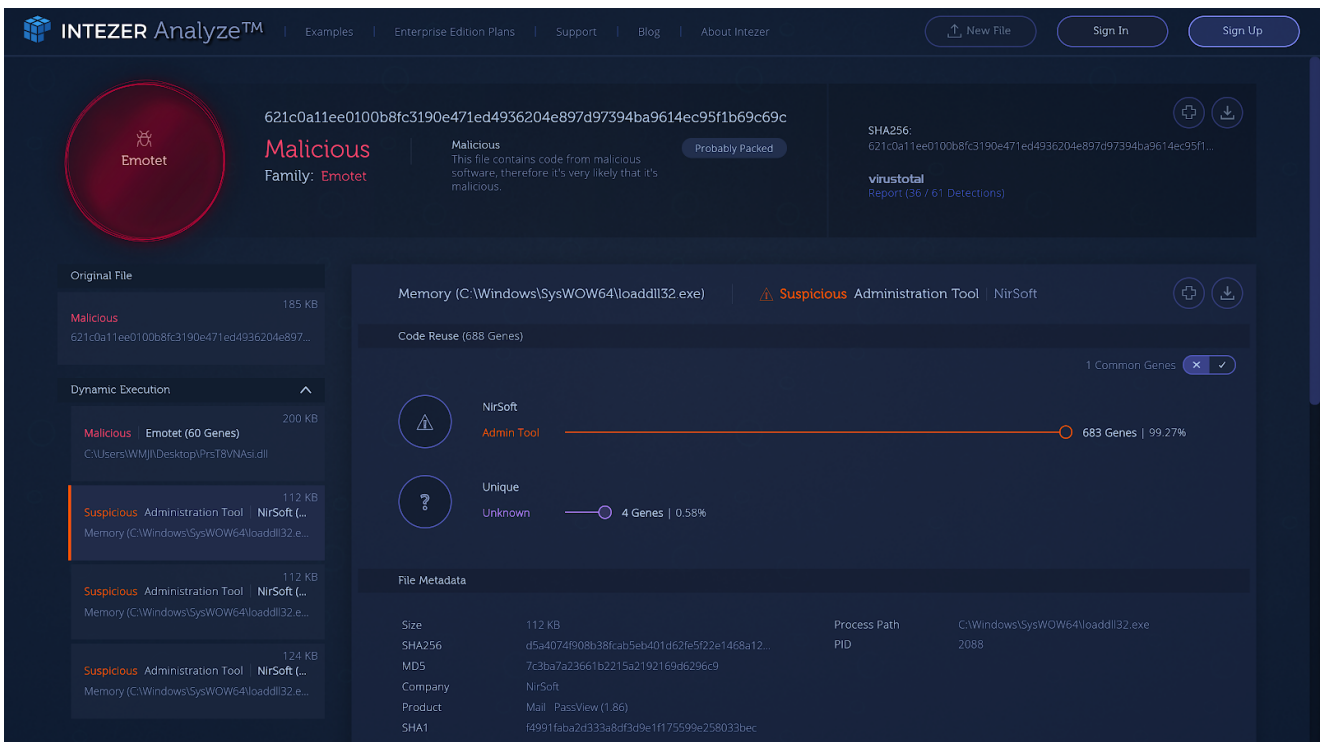 INTEZER Analyze™ | Examples | Enterprise Edition Plans | Support | Blog | About Intezer
New File
Sign In
Sign Up
Emotet
621c0a11ee0100b8fc3190e471ed4936204e897d97394ba9614ec95f1b69c69c
Malicious
Family: Emotet
Malicious
This file contains code from malicious
software, therefore it's very likely that it's
malicious.
Probably Packed
SHA256:
621c0a11ee0100b8fc3190e471ed4936204e897d97394ba9614ec95f1...
virustotal
Report (36 / 61 Detections)
Original File
185 KB
Malicious
621c0a11ee0100b8fc3190e471ed4936204e897...
Dynamic Execution
200 KB
Malicious | Emotet (60 Genes)
C:\Users\WMJI\Desktop\PrsT8VNAsi.dll
112 KB
Suspicious Administration Tool | NirSoft (...
Memory (C:\Windows\SysWOW64\loaddll32.e...
112 KB
Suspicious Administration Tool | NirSoft (...
Memory (C:\Windows\SysWOW64\loaddll32.e...
124 KB
Suspicious Administration Tool | NirSoft (...
Memory (C:\Windows\SysWOW64\loaddll32.e...
Memory (C:\Windows\SysWOW64\loaddll32.exe)
Suspicious Administration Tool | NirSoft
Code Reuse (688 Genes)
1 Common Genes
NirSoft
Admin Tool
683 Genes | 99.27%
?
Unique
Unknown
4 Genes | 0.58%
File Metadata
Size 112 KB
SHA256 d5a4074f908b38fcab5eb401d62fe5f22e1468a12...
MD5 7c3ba7a23661b2215a2192169d6296c9
Company NirSoft
Product Mail PassView (1.86)
SHA1 f4991faba2d333a8df3d9e1f175599e258033bec
Process Path C:\Windows\SysWOW64\loaddll32.exe
PID 2088